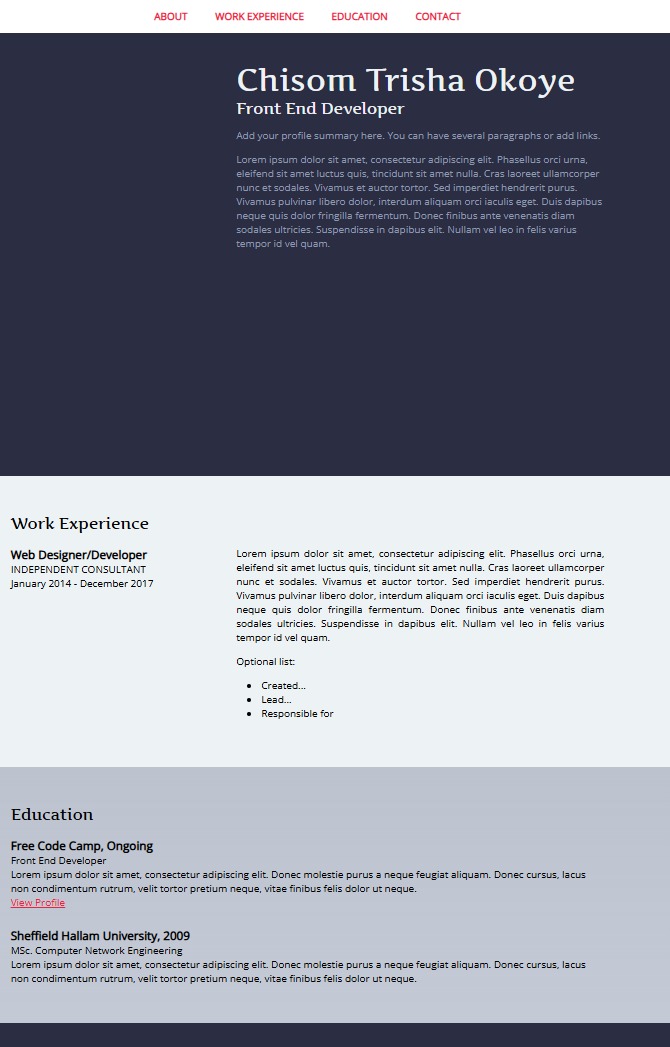 ABOUT WORK EXPERIENCE EDUCATION CONTACT
Chisom Trisha Okoye
Front End Developer
Add your profile summary here. You can have several paragraphs or add links.
Lorem ipsum dolor sit amet, consectetur adipiscing elit. Phasellus orci urna,
eleifend sit amet luctus quis, tincidunt sit amet nulla. Cras laoreet ullamcorper
nunc et sodales. Vivamus et auctor tortor. Sed imperdiet hendrerit purus.
Vivamus pulvinar libero dolor, interdum aliquam orci iaculis eget. Duis dapibus
neque quis dolor fringilla fermentum. Donec finibus ante venenatis diam
sodales ultricies. Suspendisse in dapibus elit. Nullam vel leo in felis varius
tempor id vel quam.
Work Experience
Web Designer/Developer
INDEPENDENT CONSULTANT
January 2014 - December 2017
Lorem ipsum dolor sit amet, consectetur adipiscing elit. Phasellus orci urna,
eleifend sit amet luctus quis, tincidunt sit amet nulla. Cras laoreet ullamcorper
nunc et sodales. Vivamus et auctor tortor. Sed imperdiet hendrerit purus.
Vivamus pulvinar libero dolor, interdum aliquam orci iaculis eget. Duis dapibus
neque quis dolor fringilla fermentum. Donec finibus ante venenatis diam
sodales ultricies. Suspendisse in dapibus elit. Nullam vel leo in felis varius
tempor id vel quam.
Optional list:
• Created...
• Lead...
• Responsible for
Education
Free Code Camp, Ongoing
Front End Developer
Lorem ipsum dolor sit amet, consectetur adipiscing elit. Donec molestie purus a neque feugiat aliquam. Donec cursus, lacus
non condimentum rutrum, velit tortor pretium neque, vitae finibus felis dolor ut neque.
View Profile
Sheffield Hallam University, 2009
MSc. Computer Network Engineering
Lorem ipsum dolor sit amet, consectetur adipiscing elit. Donec molestie purus a neque feugiat aliquam. Donec cursus, lacus
non condimentum rutrum, velit tortor pretium neque, vitae finibus felis dolor ut neque.